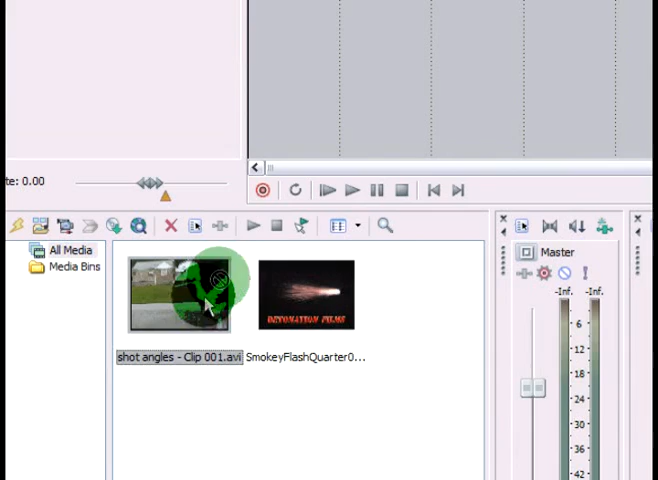 te: 0.00
All Media
Media Bins
shot angles - Clip 001.avi
SmokeyFlashQuarter0...
DETONATION FILMS
Master
-Inf. -Inf.
6
12
18
24
30
36
42